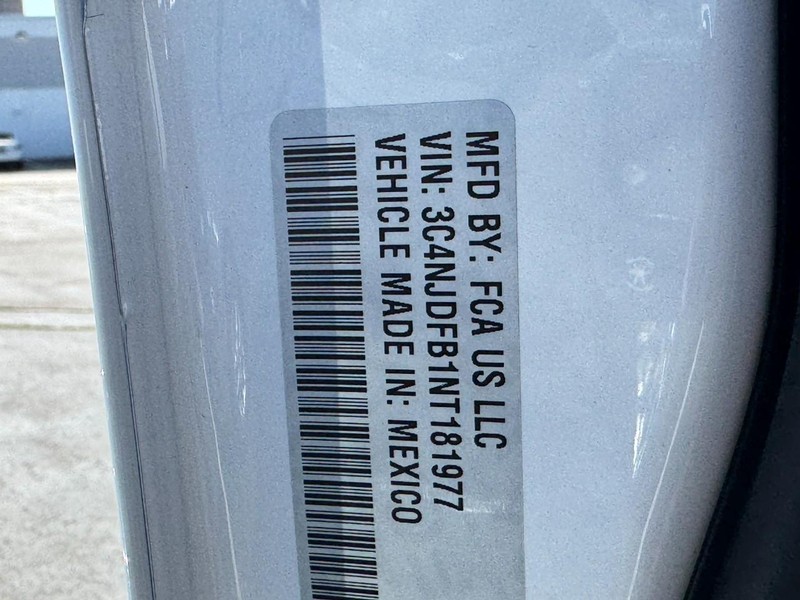 MFD BY: FCA US LLC
VIN: 3C4NJDFB1NT181977
VEHICLE MADE IN: MEXICO